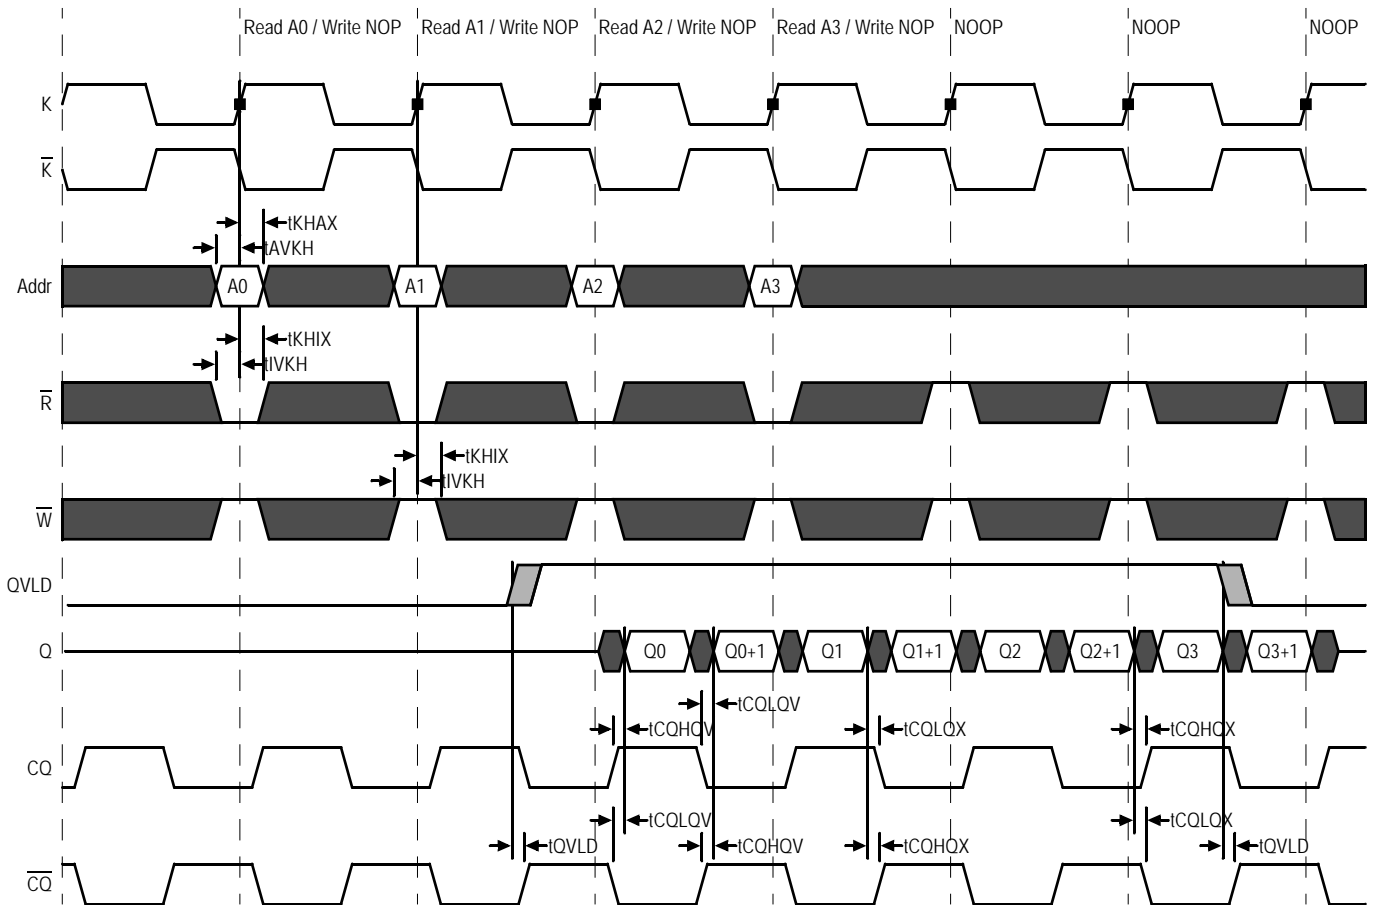 Read A0 / Write NOP Read A1 / Write NOP Read A2 / Write NOP Read A3 / Write NOP NOOP NOOP NOOP
K
K̅
tKHAX
tAVKH
Addr A0 A1 A2 A3
tKHIX
tIVKH
R̅
tKHIX
tIVKH
W̅
QVLD
Q Q0 Q0+1 Q1 Q1+1 Q2 Q2+1 Q3 Q3+1
tCQLQV
tCQHQV tCQLQX tCQHQX
CQ
tCQLQV tCQLQX
tQVLD tCQHQV tCQHQX tQVLD
C̅Q̅